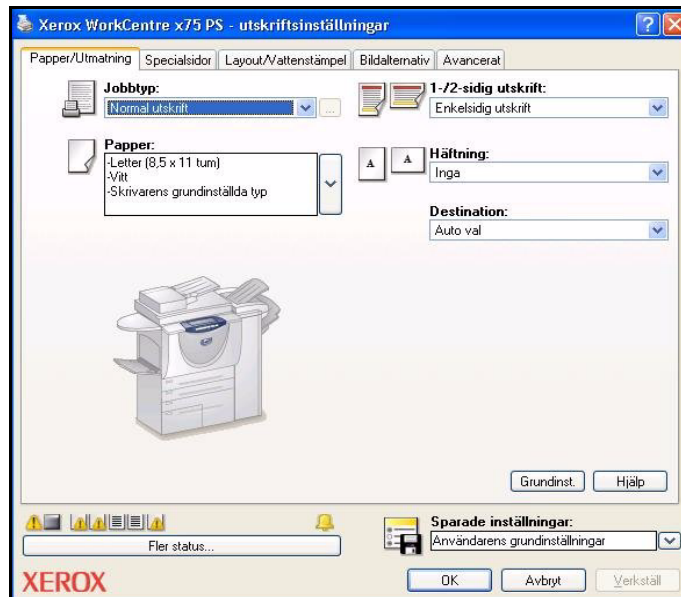 Xerox WorkCentre x75 PS - utskriftsinställningar
Papper/Utmatning Specialsidor Layout/Vattenstämpel Bildalternativ Avancerat
Jobbtyp:
Normal utskrift
...
1-/2-sidig utskrift:
Enkelsidig utskrift
Papper:
-Letter (8,5 x 11 tum)
-Vitt
-Skrivarens grundinställda typ
A A
Häftning:
Inga
Destination:
Auto val
Grundinst. Hjälp
Fler status...
Sparade inställningar:
Användarens grundinställningar
XEROX
OK Avbryt Verkställ